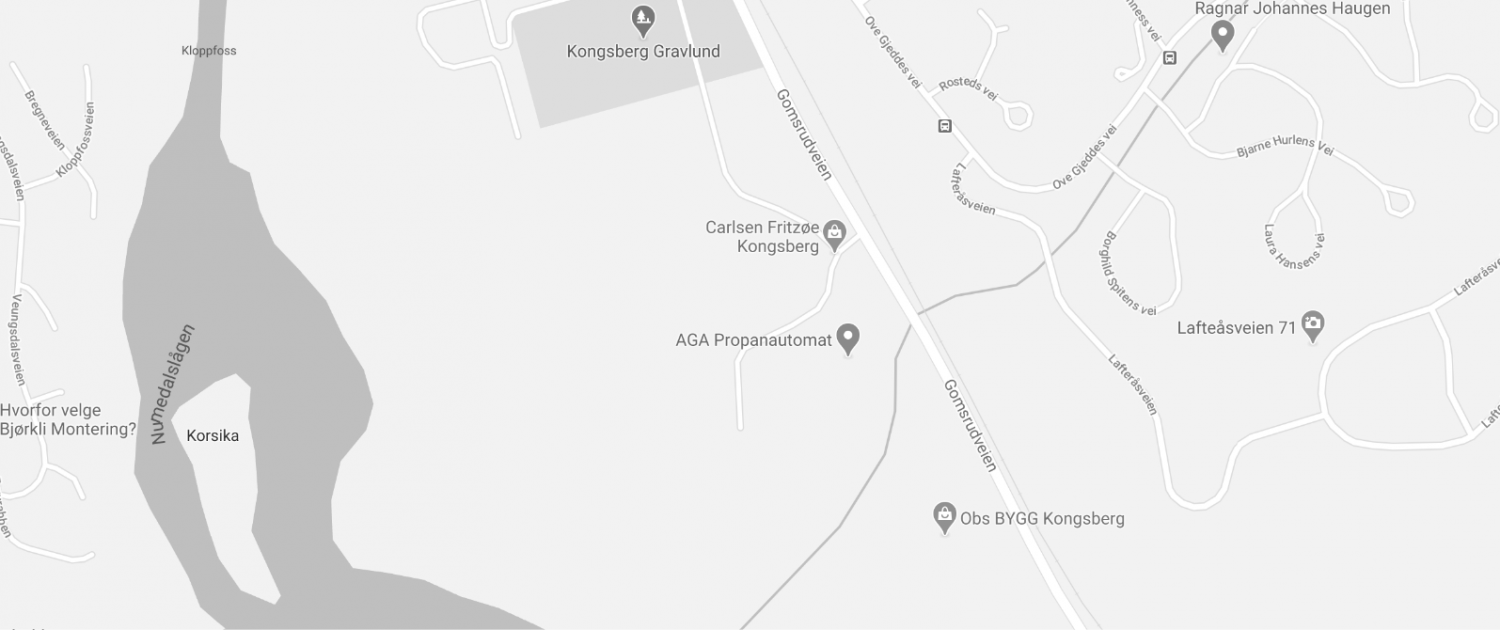 Ragnar Johannes Haugen
Kloppfoss
Kongsberg Gravlund
Ove Gjeddes vei
Rosteds vei
Gomsrudveien
Bregneveien
Kloppfossveien
Ove Gjeddes vei
Bjarne Hurlens Vei
Lafteråsveien
Carlsen Fritzøe
Kongsberg
Laura Hansens vei
Borghild Spitens vei
Veungsdalsveien
Numedalslågen
AGA Propanautomat
Lafteåsveien 71
Lafteråsveien
Hvorfor velge
Bjørkli Montering?
Korsika
Gomsrudveien
Obs BYGG Kongsberg